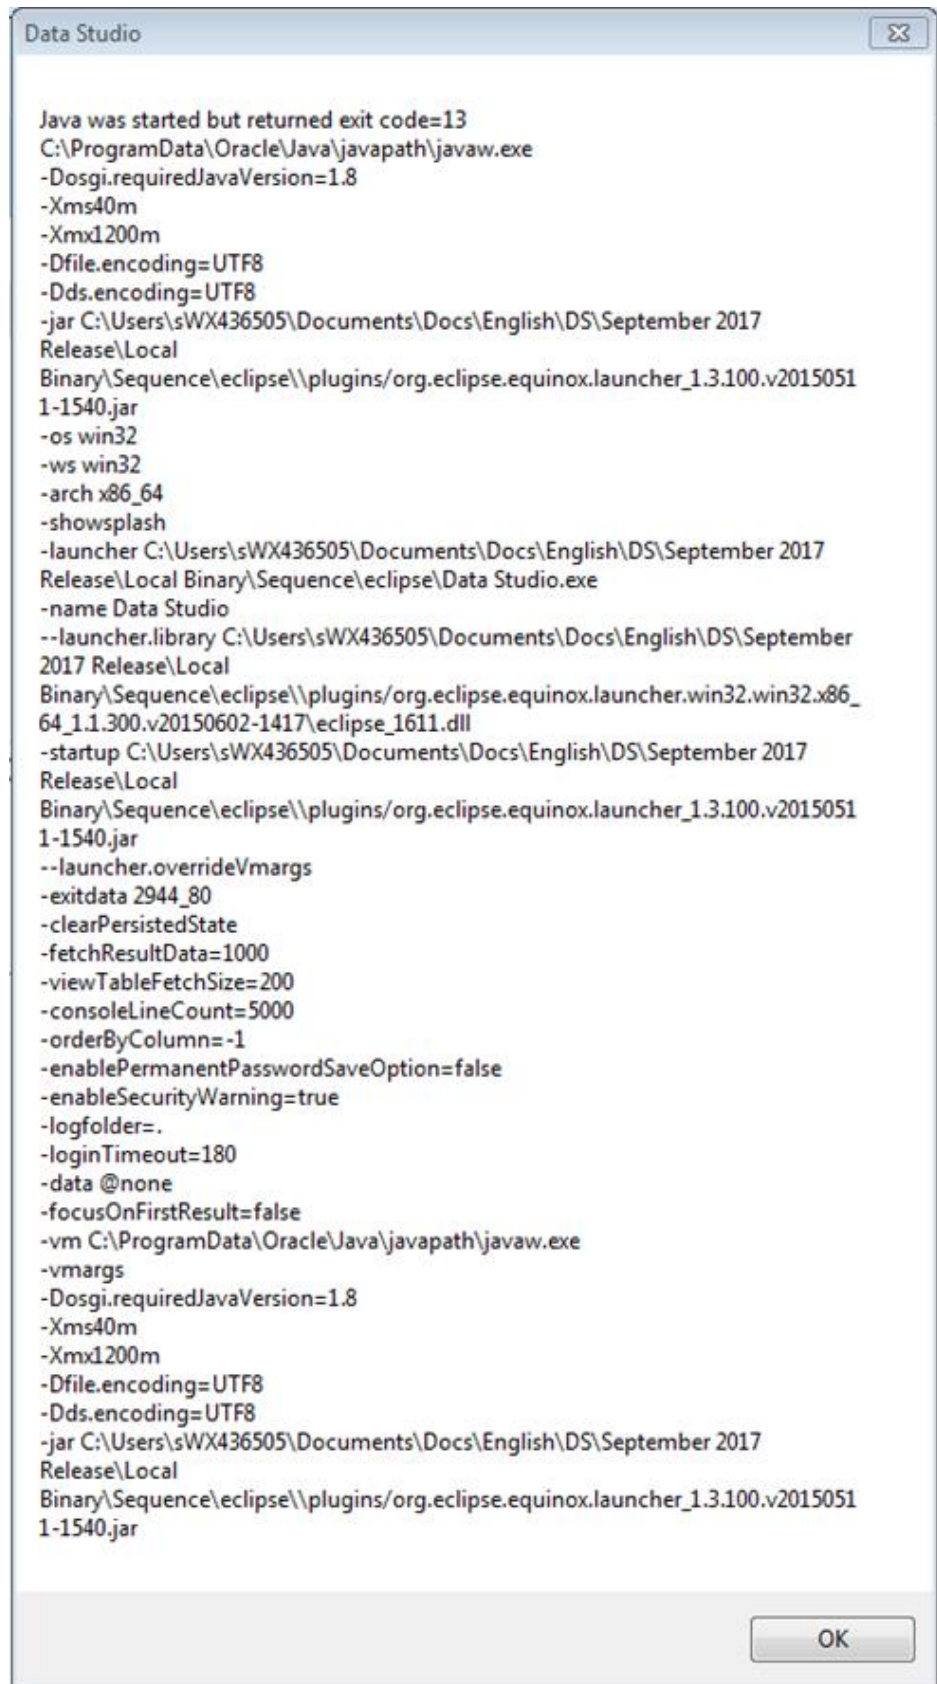 Data Studio
Java was started but returned exit code=13
C:\ProgramData\Oracle\Java\javapath\javaw.exe
-Dosgi.requiredJavaVersion=1.8
-Xms40m
-Xmx1200m
-Dfile.encoding=UTF8
-Dds.encoding=UTF8
-jar C:\Users\sWX436505\Documents\Docs\English\DS\September 2017
Release\Local
Binary\Sequence\eclipse\\plugins/org.eclipse.equinox.launcher_1.3.100.v2015051
1-1540.jar
-os win32
-ws win32
-arch x86_64
-showsplash
-launcher C:\Users\sWX436505\Documents\Docs\English\DS\September 2017
Release\Local Binary\Sequence\eclipse\Data Studio.exe
-name Data Studio
--launcher.library C:\Users\sWX436505\Documents\Docs\English\DS\September
2017 Release\Local
Binary\Sequence\eclipse\\plugins/org.eclipse.equinox.launcher.win32.win32.x86_
64_1.1.300.v20150602-1417\eclipse_1611.dll
-startup C:\Users\sWX436505\Documents\Docs\English\DS\September 2017
Release\Local
Binary\Sequence\eclipse\\plugins/org.eclipse.equinox.launcher_1.3.100.v2015051
1-1540.jar
--launcher.overrideVmargs
-exitdata 2944_80
-clearPersistedState
-fetchResultData=1000
-viewTableFetchSize=200
-consoleLineCount=5000
-orderByColumn=-1
-enablePermanentPasswordSaveOption=false
-enableSecurityWarning=true
-logfolder=.
-loginTimeout=180
-data @none
-focusOnFirstResult=false
-vm C:\ProgramData\Oracle\Java\javapath\javaw.exe
-vmargs
-Dosgi.requiredJavaVersion=1.8
-Xms40m
-Xmx1200m
-Dfile.encoding=UTF8
-Dds.encoding=UTF8
-jar C:\Users\sWX436505\Documents\Docs\English\DS\September 2017
Release\Local
Binary\Sequence\eclipse\\plugins/org.eclipse.equinox.launcher_1.3.100.v2015051
1-1540.jar
OK